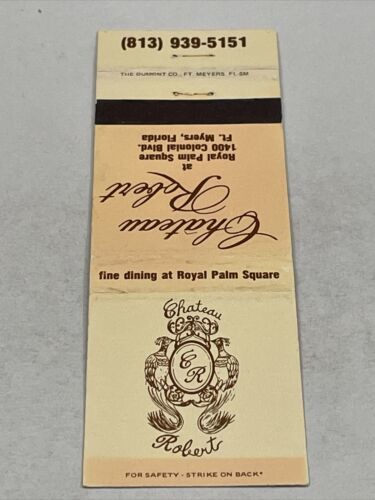 (813) 939-5151
THE DUMONT CO., FT. MEYERS FL SM
Chateau
Robert
at
Royal Palm Square
1400 Colonial Blvd.
Ft. Myers, Florida
fine dining at Royal Palm Square
Chateau
CR
Robert
FOR SAFETY - STRIKE ON BACK*